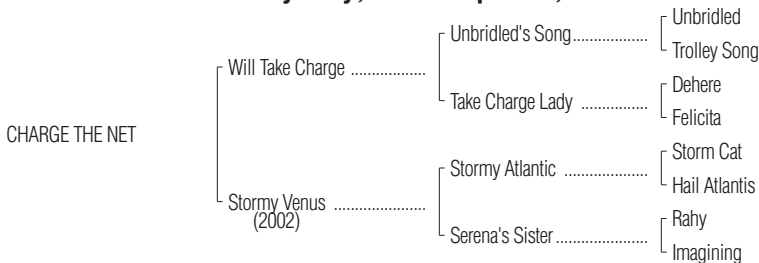 Unbridled
Unbridled's Song..................
Trolley Song
Will Take Charge ..................
Dehere
Take Charge Lady ................
Felicita
CHARGE THE NET
Storm Cat
Stormy Atlantic ....................
Hail Atlantis
Stormy Venus ......................
(2002)
Rahy
Serena's Sister ......................
Imagining